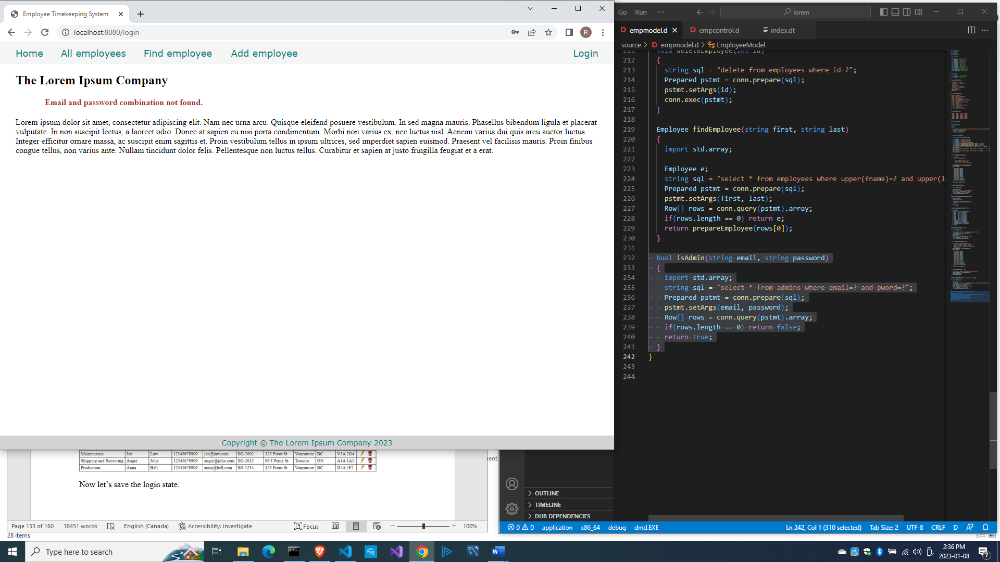 Employee Timekeeping System
localhost:8080/login
R
Home All employees Find employee Add employee Login
The Lorem Ipsum Company
Email and password combination not found.
Lorem ipsum dolor sit amet, consectetur adipiscing elit. Nam nec urna arcu. Quisque eleifend posuere vestibulum. In sed magna mauris. Phasellus bibendum ligula et placerat
vulputate. In non suscipit lectus, a laoreet odio. Donec at sapien eu nisi porta condimentum. Morbi non varius ex, nec luctus nisl. Aenean varius dui quis arcu auctor luctus.
Integer efficitur ornare massa, ac suscipit enim sagittis et. Proin vestibulum tellus in ipsum ultrices, sed imperdiet sapien euismod. Praesent vel facilisis mauris. Proin finibus
congue tellus, non varius ante. Nullam tincidunt dolor felis. Pellentesque non luctus tellus. Curabitur et sapien at justo fringilla feugiat et a erat.
Copyright © The Lorem Ipsum Company 2023
Maintenance Jen Law 12345678909 jen@law.com SG-1002 123 Front St Vancouver BC V5A 2G4
Shipping and Receiving Angie Jolie 12345678909 angie@jolie.com SG-2012 89 J Peme St. Toronto ON A1A 1A1
Production Anna Bell 12345678909 anna@bell.com SG-1234 123 Front St Vancouver BC D5A 5F2
Now let's save the login state.
Page 153 of 160 18451 words English (Canada) Accessibility: Investigate Focus 100%
28 items
Go Run ··· lorem
D empmodel.d D empcontrol.d index.dt
source > D empmodel.d > EmployeeModel
211 void deleteEmployee(int id)
212 {
213 string sql = "delete from employees where id=?";
214 Prepared pstmt = conn.prepare(sql);
215 pstmt.setArgs(id);
216 conn.exec(pstmt);
217 }
218
219 Employee findEmployee(string first, string last)
220 {
221 import std.array;
222
223 Employee e;
224 string sql = "select * from employees where upper(fname)=? and upper(ln
225 Prepared pstmt = conn.prepare(sql);
226 pstmt.setArgs(first, last);
227 Row[] rows = conn.query(pstmt).array;
228 if(rows.length == 0) return e;
229 return prepareEmployee(rows[0]);
230 }
231
232 bool isAdmin(string email, string password)
233 {
234 import std.array;
235 string sql = "select * from admins where email=? and pword=?";
236 Prepared pstmt = conn.prepare(sql);
237 pstmt.setArgs(email, password);
238 Row[] rows = conn.query(pstmt).array;
239 if(rows.length == 0) return false;
240 return true;
241 }
242 }
243
244
nent
OUTLINE
TIMELINE
DUB DEPENDENCIES
0 0 application x86_64 debug dmd.EXE Ln 242, Col 1 (310 selected) Tab Size: 2 UTF-8 CRLF D
Type here to search
2:36 PM
2023-01-08
7